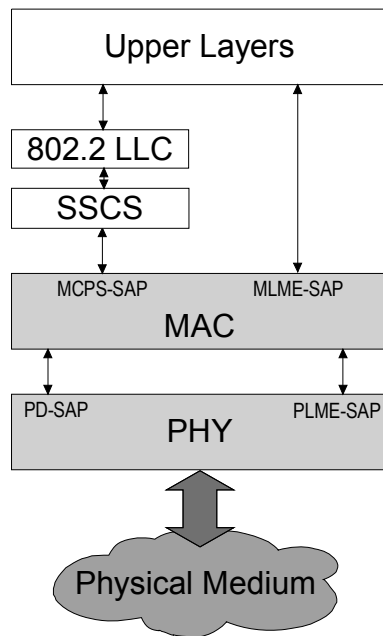 Upper Layers
802.2 LLC
SSCS
MCPS-SAP MLME-SAP
MAC
PD-SAP PLME-SAP
PHY
Physical Medium